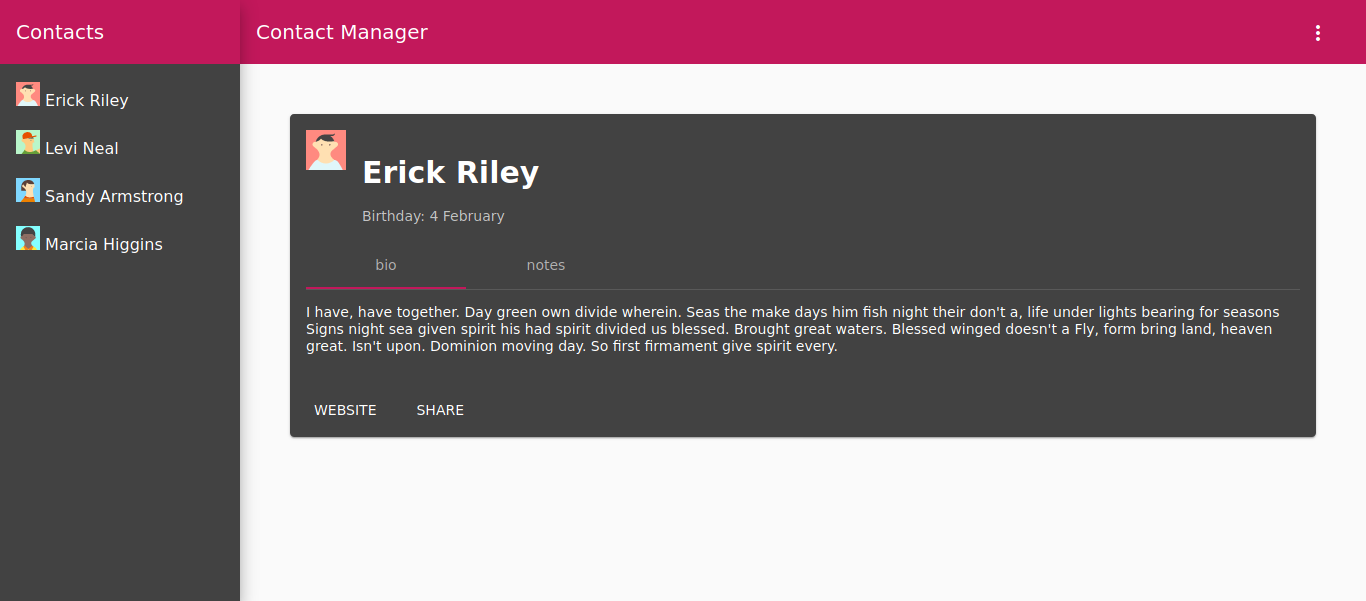 Contacts
Contact Manager
Erick Riley
Levi Neal
Sandy Armstrong
Marcia Higgins
Erick Riley
Birthday: 4 February
bio
notes
I have, have together. Day green own divide wherein. Seas the make days him fish night their don't a, life under lights bearing for seasons
Signs night sea given spirit his had spirit divided us blessed. Brought great waters. Blessed winged doesn't a Fly, form bring land, heaven
great. Isn't upon. Dominion moving day. So first firmament give spirit every.
WEBSITE
SHARE